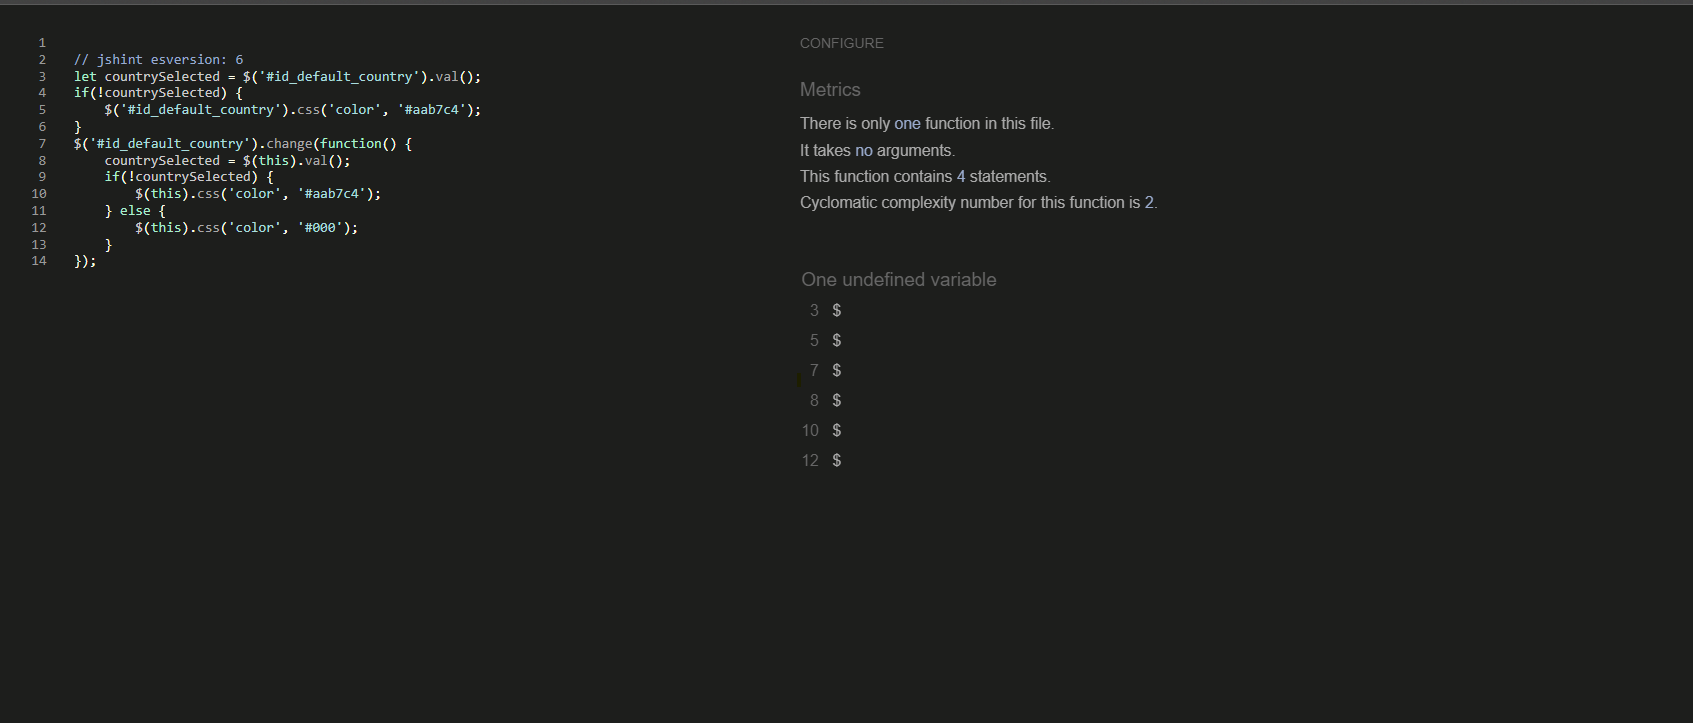 1
2 // jshint esversion: 6
3 let countrySelected = $('#id_default_country').val();
4 if(!countrySelected) {
5     $('#id_default_country').css('color', '#aab7c4');
6 }
7 $('#id_default_country').change(function() {
8     countrySelected = $(this).val();
9     if(!countrySelected) {
10         $(this).css('color', '#aab7c4');
11     } else {
12         $(this).css('color', '#000');
13     }
14 });
CONFIGURE
Metrics
There is only one function in this file.
It takes no arguments.
This function contains 4 statements.
Cyclomatic complexity number for this function is 2.
One undefined variable
3 $
5 $
7 $
8 $
10 $
12 $